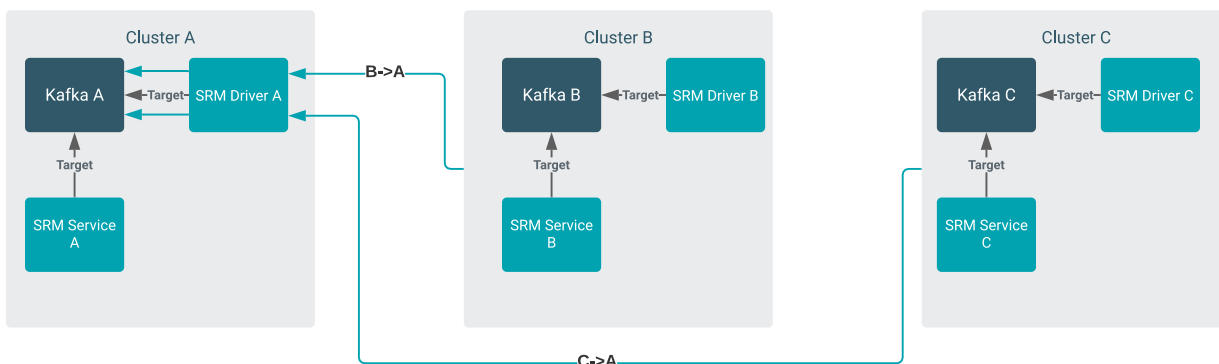 Cluster A
Kafka A
Target
SRM Driver A
Target
SRM Service
A
B->A
Cluster B
Kafka B
Target
SRM Driver B
Target
SRM Service
B
Cluster C
Kafka C
Target
SRM Driver C
Target
SRM Service
C
C->A